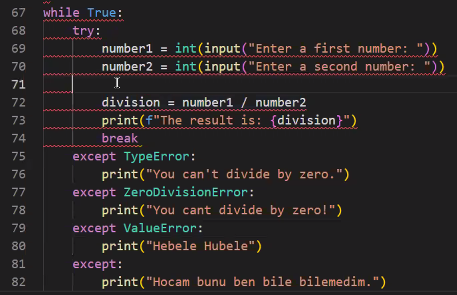 67 while True:
68     try:
69         number1 = int(input("Enter a first number: "))
70         number2 = int(input("Enter a second number: "))
71
72         division = number1 / number2
73         print(f"The result is: {division}")
74         break
75     except TypeError:
76         print("You can't divide by zero.")
77     except ZeroDivisionError:
78         print("You cant divide by zero!")
79     except ValueError:
80         print("Hebele Hubele")
81     except:
82         print("Hocam bunu ben bile bilemedim.")